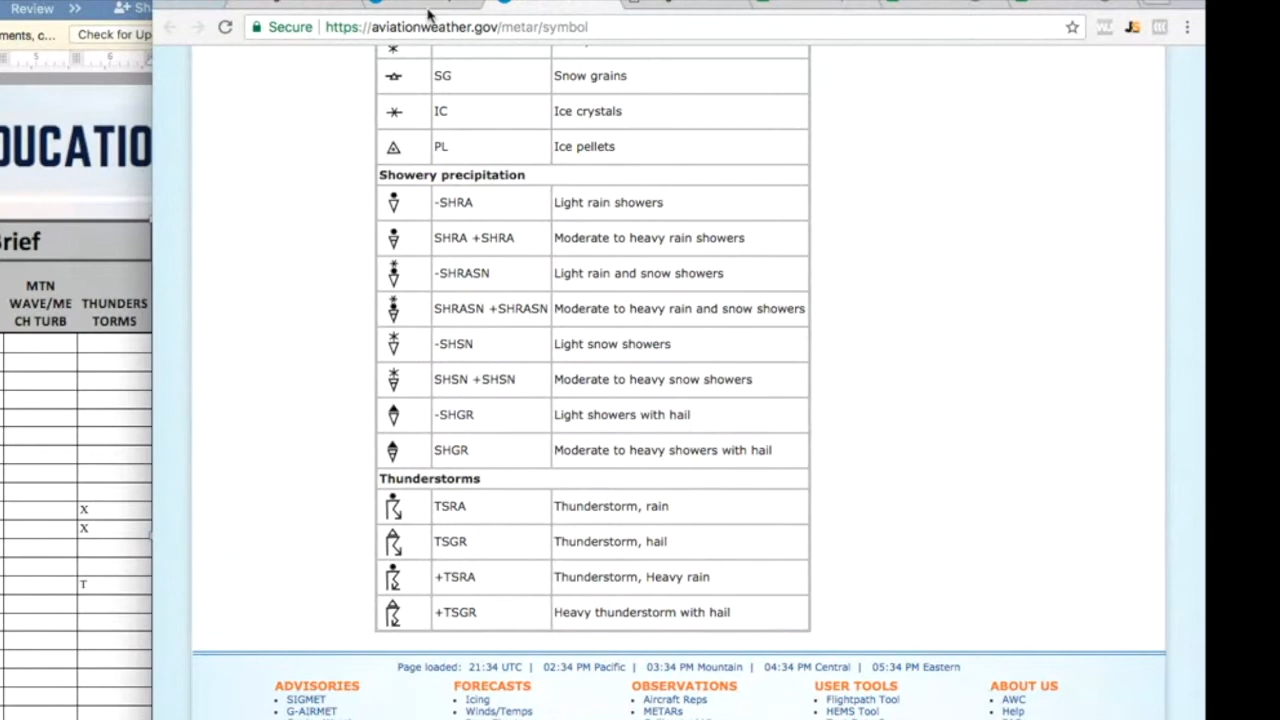 Review >>
ments, c...
Check for Up
5 6
DUCATIO
Brief
MTN
WAVE/ME THUNDERS
CH TURB TORMS
X
X
T
Secure | https://aviationweather.gov/metar/symbol
SG Snow grains
IC Ice crystals
PL Ice pellets
Showery precipitation
-SHRA Light rain showers
SHRA +SHRA Moderate to heavy rain showers
-SHRASN Light rain and snow showers
SHRASN +SHRASN Moderate to heavy rain and snow showers
-SHSN Light snow showers
SHSN +SHSN Moderate to heavy snow showers
-SHGR Light showers with hail
SHGR Moderate to heavy showers with hail
Thunderstorms
TSRA Thunderstorm, rain
TSGR Thunderstorm, hail
+TSRA Thunderstorm, Heavy rain
+TSGR Heavy thunderstorm with hail
Page loaded: 21:34 UTC | 02:34 PM Pacific | 03:34 PM Mountain | 04:34 PM Central | 05:34 PM Eastern
ADVISORIES FORECASTS OBSERVATIONS USER TOOLS ABOUT US
SIGMET Icing Aircraft Reps Flightpath Tool AWC
G-AIRMET Winds/Temps METARs HEMS Tool Help